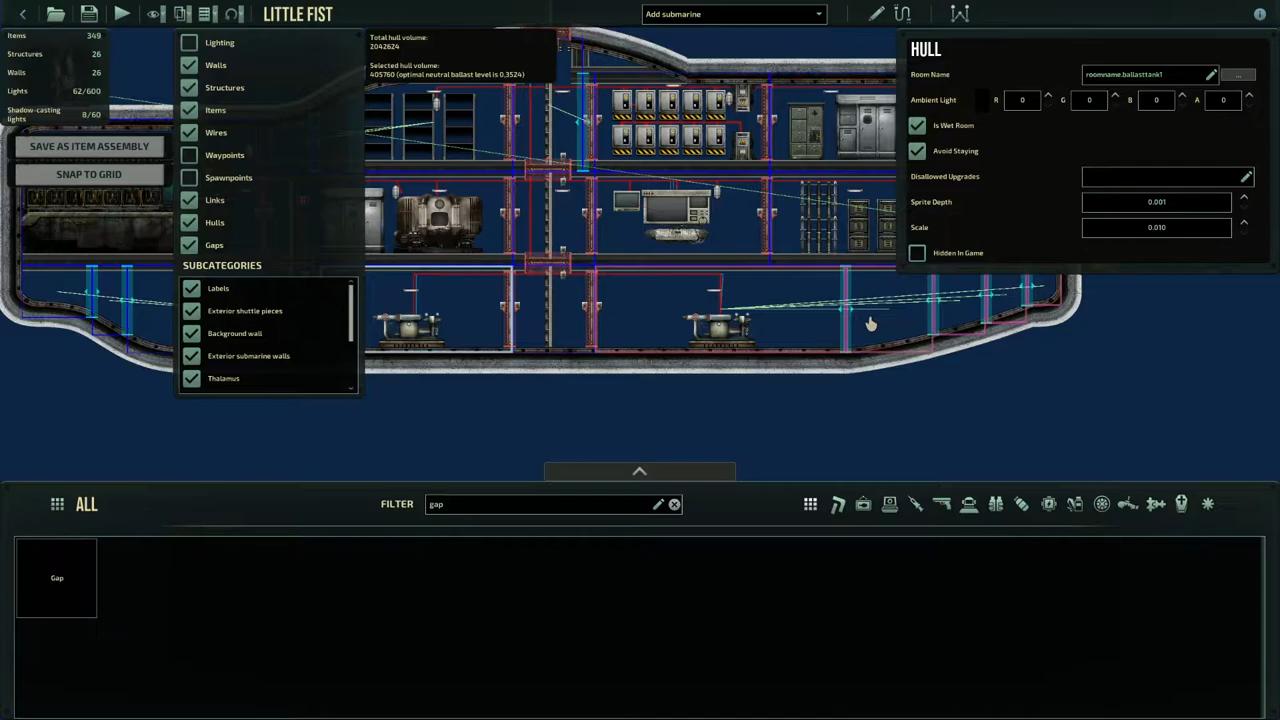 LITTLE FIST
Add submarine
Items 349
Structures 26
Walls 26
Lights 62/600
Shadow-casting lights 8/60
SAVE AS ITEM ASSEMBLY
SNAP TO GRID
Lighting
Walls
Structures
Items
Wires
Waypoints
Spawnpoints
Links
Hulls
Gaps
SUBCATEGORIES
Labels
Exterior shuttle pieces
Background wall
Exterior submarine walls
Thalamus
Total hull volume:
2042624
Selected hull volume:
405760 (optimal neutral ballast level is 0,3524)
HULL
Room Name roomname.ballasttank1 ...
Ambient Light R 0 G 0 B 0 A 0
Is Wet Room
Avoid Staying
Disallowed Upgrades
Sprite Depth 0.001
Scale 0.010
Hidden In Game
ALL
FILTER gap
Gap